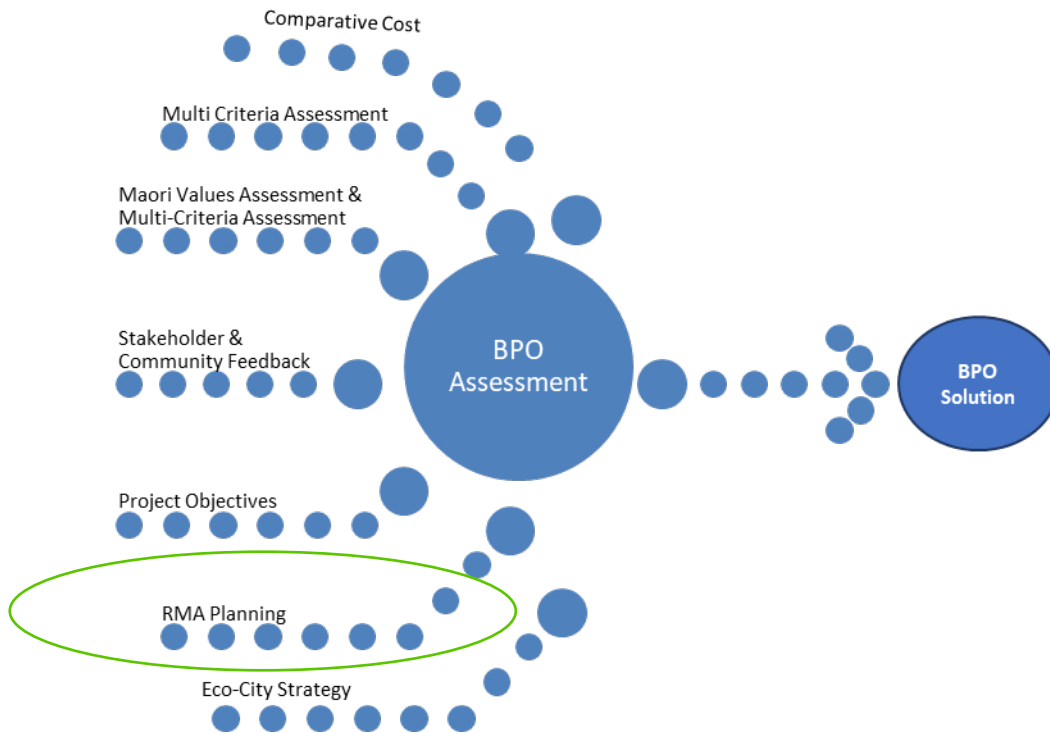 Comparative Cost
Multi Criteria Assessment
Maori Values Assessment &
Multi-Criteria Assessment
Stakeholder &
Community Feedback
BPO
Assessment
BPO
Solution
Project Objectives
RMA Planning
Eco-City Strategy